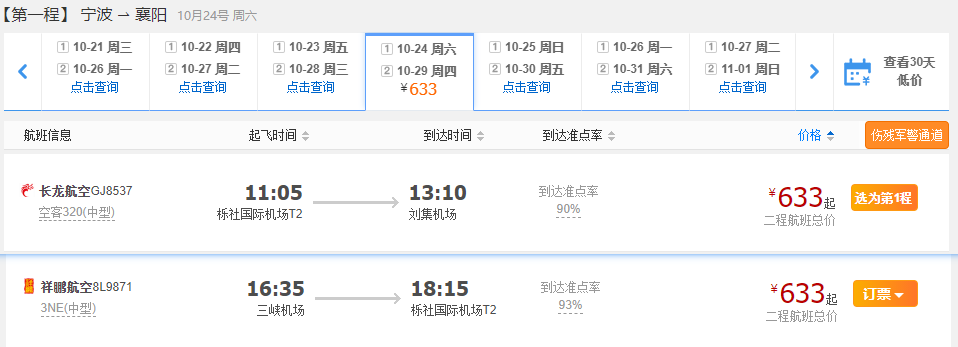 【第一程】 宁波 ⇀ 襄阳 10月24号 周六
1 10-21 周三
2 10-26 周一
点击查询
1 10-22 周四
2 10-27 周二
点击查询
1 10-23 周五
2 10-28 周三
点击查询
1 10-24 周六
2 10-29 周四
¥633
1 10-25 周日
2 10-30 周五
点击查询
1 10-26 周一
2 10-31 周六
点击查询
1 10-27 周二
2 11-01 周日
点击查询
查看30天
低价
航班信息 起飞时间 到达时间 到达准点率 价格 伤残军警通道
长龙航空GJ8537 11:05 13:10 到达准点率 ¥633起 选为第1程
空客320(中型) 栎社国际机场T2 刘集机场 90% 二程航班总价
祥鹏航空8L9871 16:35 18:15 到达准点率 ¥633起 订票
3NE(中型) 三峡机场 栎社国际机场T2 93% 二程航班总价